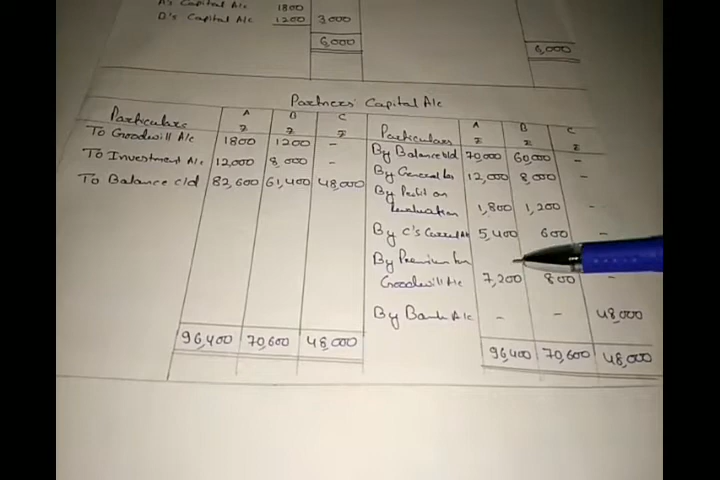 A's Capital A/c 1800
B's Capital A/c 1200 3000
6,000 6,000
Partners' Capital A/c
Particulars A B C Particulars A B C
₹ ₹ ₹ ₹ ₹ ₹
To Goodwill A/c 1800 1200 - By Balance b/d 70,000 60,000 -
To Investment A/c 12,000 8,000 - By General Res 12,000 8,000 -
To Balance c/d 82,600 61,400 48,000 By Profit on
Revaluation 1,800 1,200 -
By C's Current A/c 5,400 600 -
By Premium for
Goodwill A/c 7,200 800 -
By Bank A/c - - 48,000
96,400 70,600 48,000 96,400 70,600 48,000